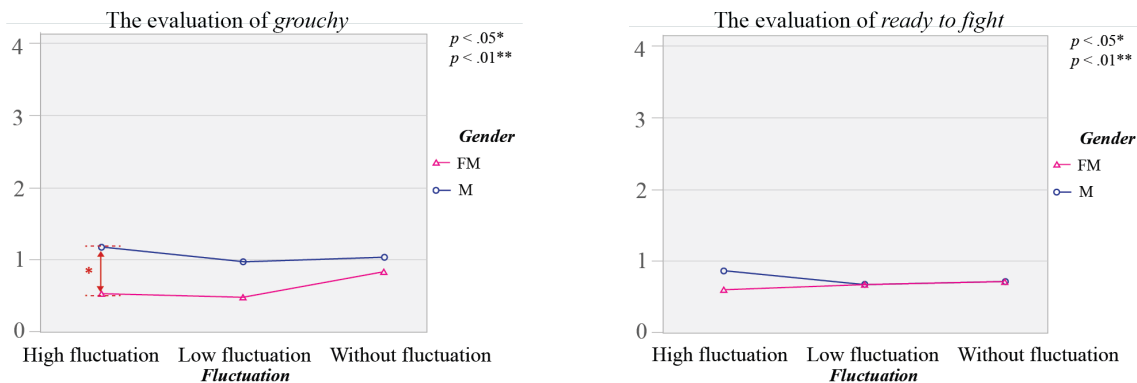 The evaluation of grouchy
p < .05*
p < .01**
4
3
2
1
0
*
Gender
FM
M
High fluctuation Low fluctuation Without fluctuation
Fluctuation
The evaluation of ready to fight
p < .05*
p < .01**
4
3
2
1
0
Gender
FM
M
High fluctuation Low fluctuation Without fluctuation
Fluctuation